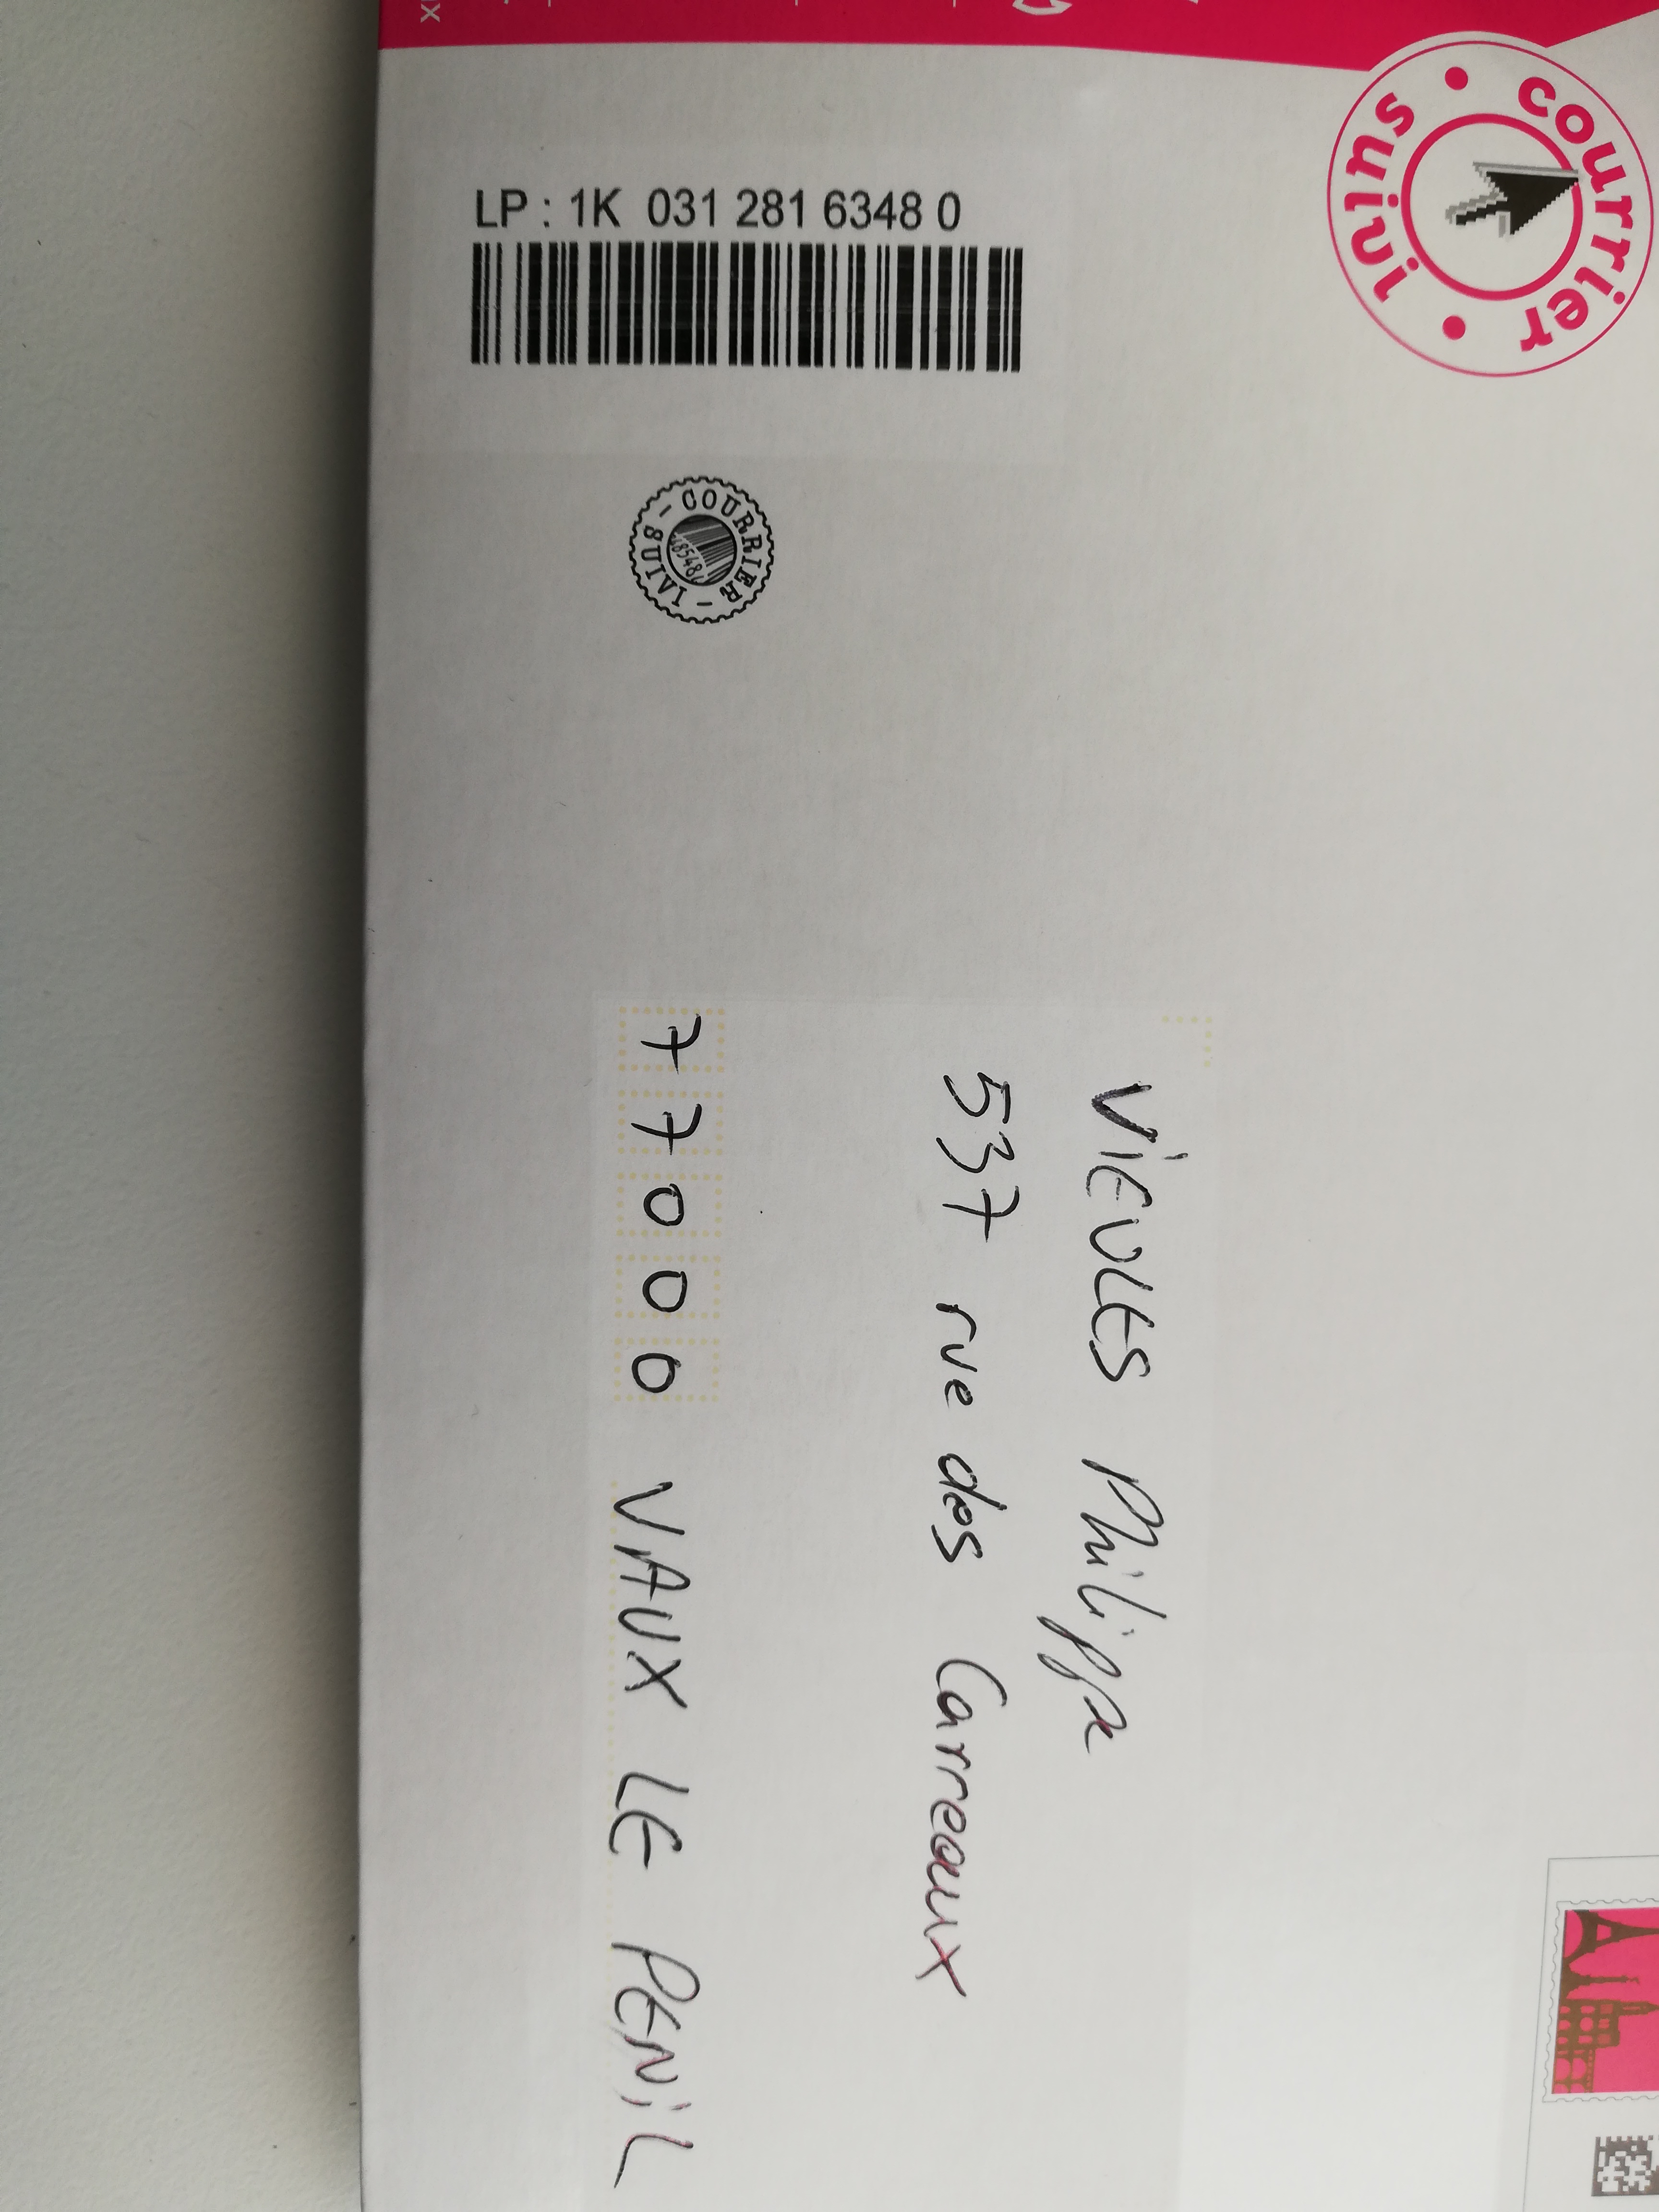 courrier • suivi •
LP : 1K 031 281 6348 0
COURRIER - SUIVI -
VIEULES Philippe
537 rue des Carreaux
77000 VAUX LE PENIL